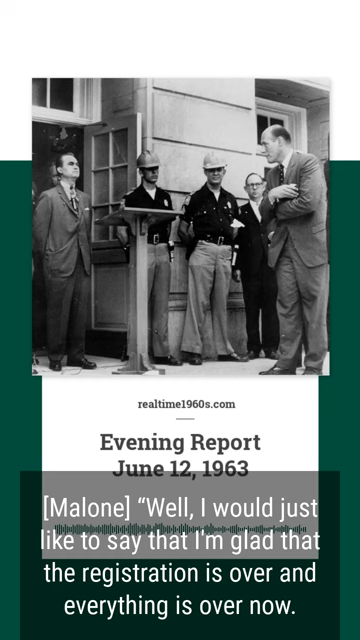 realtime1960s.com
Evening Report
June 12, 1963
[Malone] “Well, I would just
like to say that I'm glad that
the registration is over and
everything is over now.